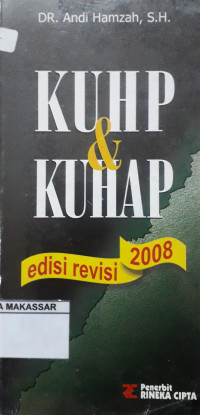 DR. Andi Hamzah, S.H.
KUHP
&
KUHAP
edisi revisi 2008
A MAKASSAR
Penerbit
RINEKA CIPTA